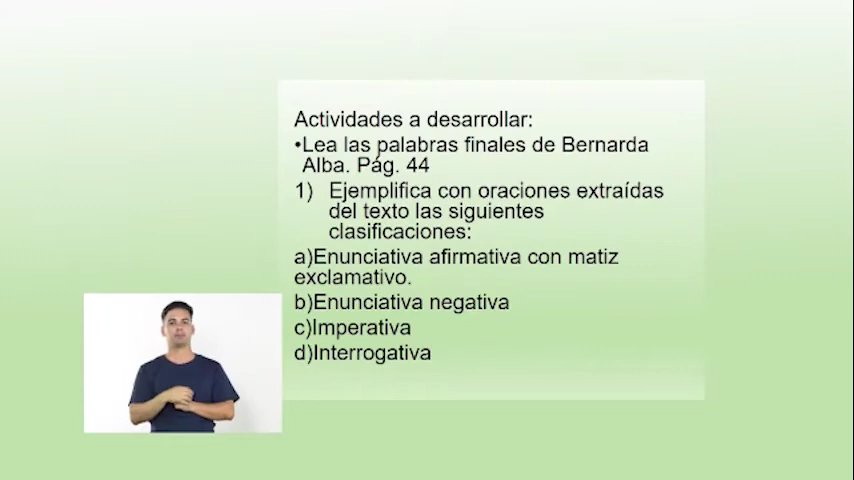 Actividades a desarrollar:
•Lea las palabras finales de Bernarda
Alba. Pág. 44
1) Ejemplifica con oraciones extraídas
del texto las siguientes
clasificaciones:
a)Enunciativa afirmativa con matiz
exclamativo.
b)Enunciativa negativa
c)Imperativa
d)Interrogativa